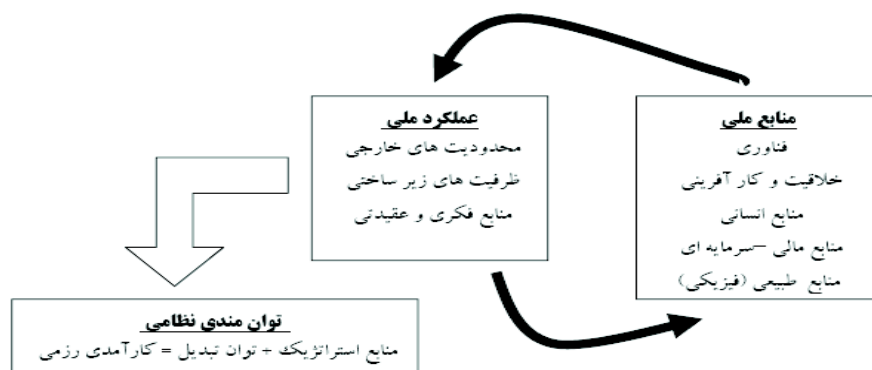 منابع ملی
فناوری
خلاقیت و کار آفرینی
منابع انسانی
منابع مالی –سرمایه ای
منابع طبیعی (فیزیکی)
عملکرد ملی
محدودیت های خارجی
ظرفیت های زیر ساختی
منابع فکری و عقیدتی
توان مندی نظامی
منابع استراتژیک + توان تبدیل = کارآمدی رزمی